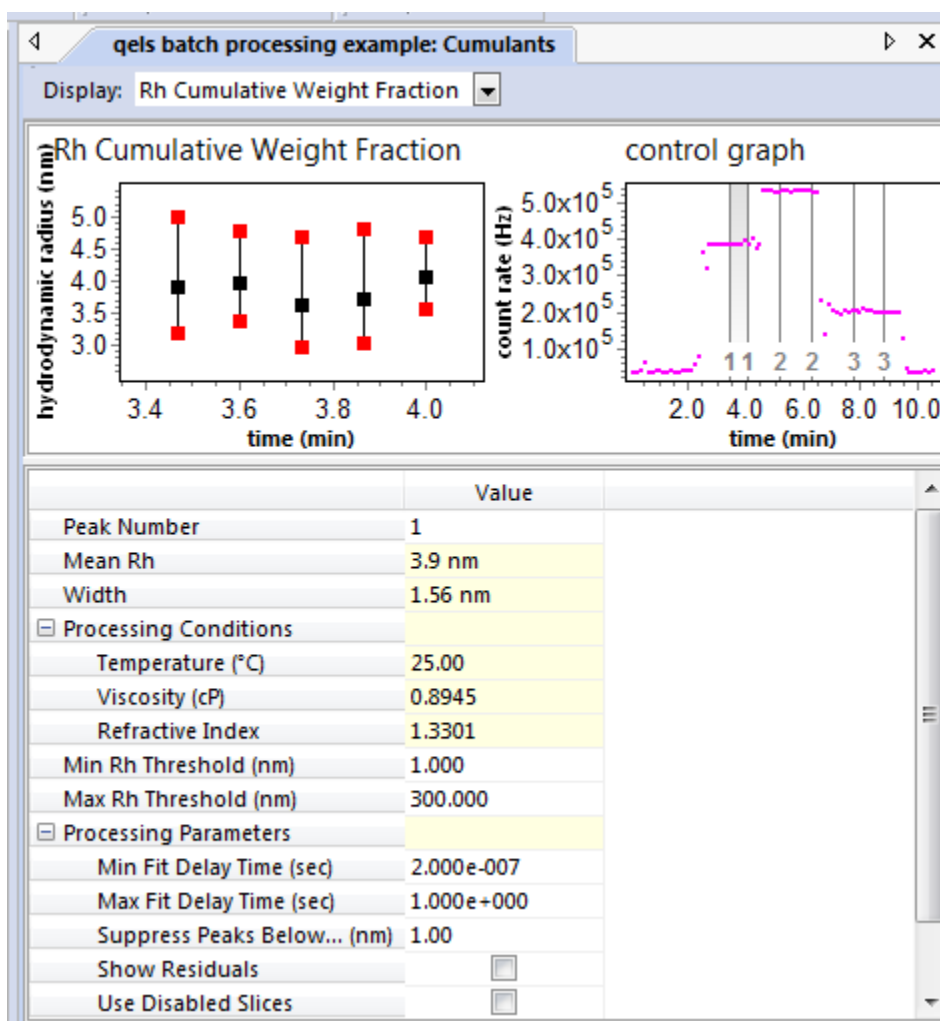 qels batch processing example: Cumulants
Display: Rh Cumulative Weight Fraction
Rh Cumulative Weight Fraction
hydrodynamic radius (nm)
5.0
4.5
4.0
3.5
3.0
3.4 3.6 3.8 4.0
time (min)
control graph
count rate (Hz)
5.0x10^5
4.0x10^5
3.0x10^5
2.0x10^5
1.0x10^5
1 1 2 2 3 3
2.0 4.0 6.0 8.0 10.0
time (min)
Value
Peak Number 1
Mean Rh 3.9 nm
Width 1.56 nm
Processing Conditions
Temperature (°C) 25.00
Viscosity (cP) 0.8945
Refractive Index 1.3301
Min Rh Threshold (nm) 1.000
Max Rh Threshold (nm) 300.000
Processing Parameters
Min Fit Delay Time (sec) 2.000e-007
Max Fit Delay Time (sec) 1.000e+000
Suppress Peaks Below... (nm) 1.00
Show Residuals
Use Disabled Slices